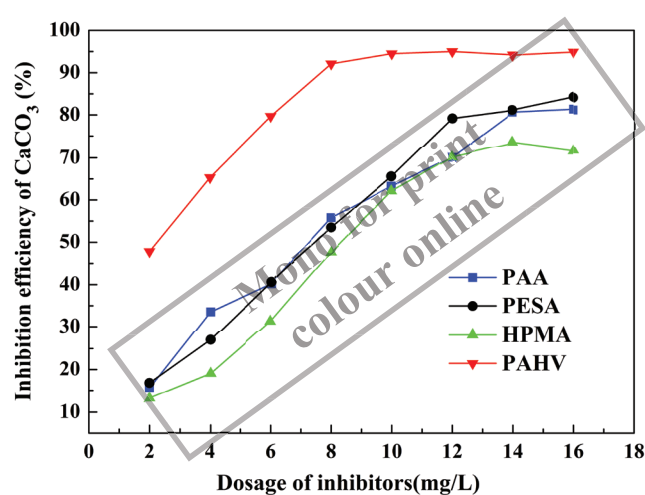 100
90
80
70
60
50
40
30
20
10
Inhibition efficiency of CaCO₃ (%)
Mono for print
colour online
PAA
PESA
HPMA
PAHV
0 2 4 6 8 10 12 14 16 18
Dosage of inhibitors(mg/L)